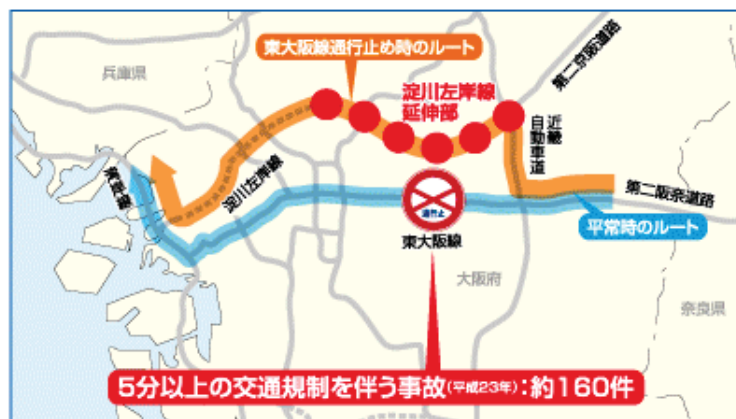 東大阪線通行止め時のルート
兵庫県
第二京阪道路
淀川左岸線
延伸部
近畿
自動車道
淀川左岸線
湾岸線
第二阪奈道路
通行止
平常時のルート
東大阪線
大阪府
奈良県
5分以上の交通規制を伴う事故(平成23年):約160件